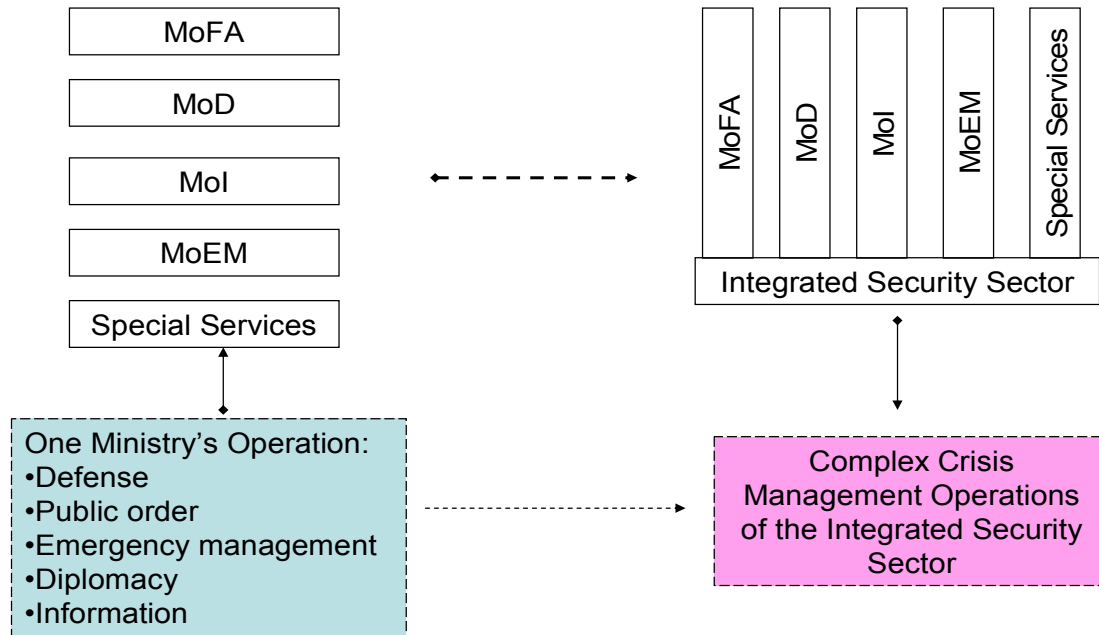 MoFA
MoD
MoI
MoEM
Special Services
One Ministry’s Operation:
•Defense
•Public order
•Emergency management
•Diplomacy
•Information
MoFA
MoD
MoI
MoEM
Special Services
Integrated Security Sector
Complex Crisis
Management Operations
of the Integrated Security
Sector